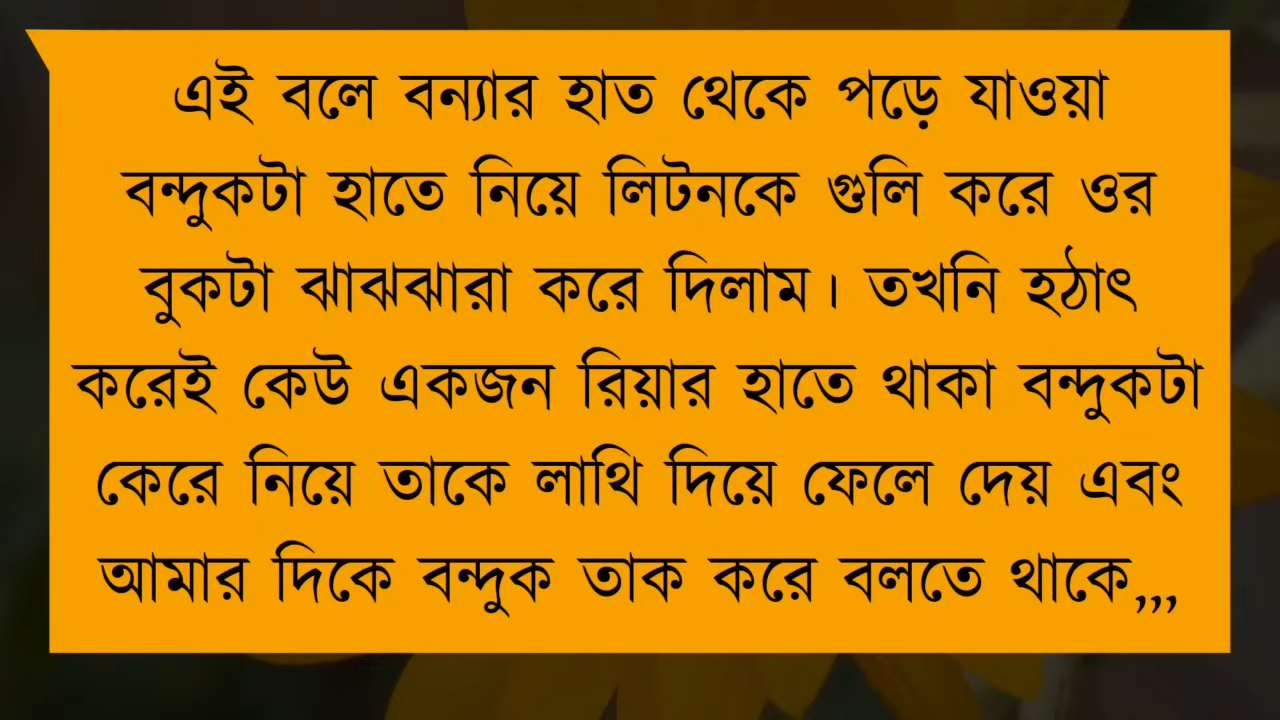 এই বলে বন্যার হাত থেকে পড়ে যাওয়া
বন্দুকটা হাতে নিয়ে লিটনকে গুলি করে ওর
বুকটা ঝাঝঝারা করে দিলাম। তখনি হঠাৎ
করেই কেউ একজন রিয়ার হাতে থাকা বন্দুকটা
কেরে নিয়ে তাকে লাথি দিয়ে ফেলে দেয় এবং
আমার দিকে বন্দুক তাক করে বলতে থাকে,,,